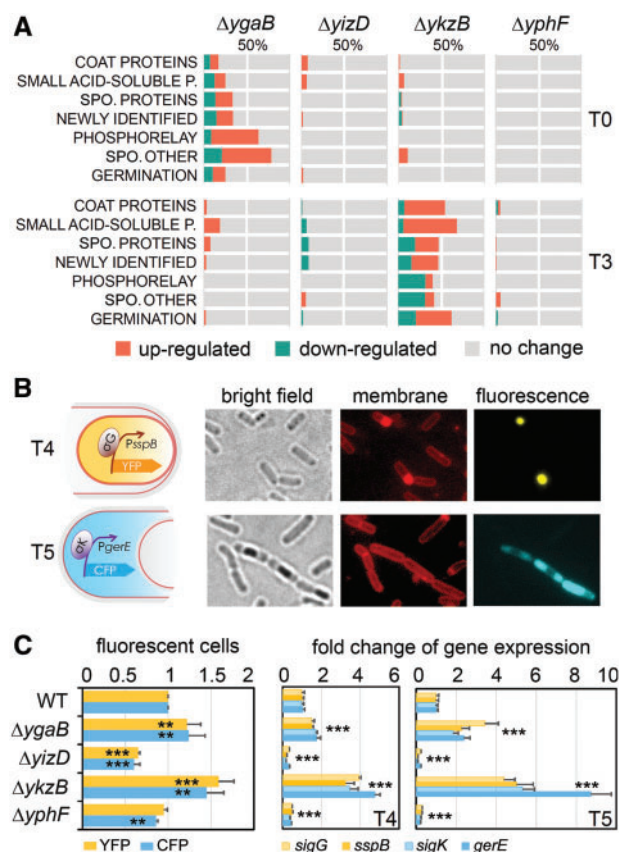 A
ΔygaB ΔyizD ΔykzB ΔyphF
50% 50% 50% 50%
COAT PROTEINS
SMALL ACID-SOLUBLE P.
SPO. PROTEINS
NEWLY IDENTIFIED
PHOSPHORELAY
SPO. OTHER
GERMINATION
T0
COAT PROTEINS
SMALL ACID-SOLUBLE P.
SPO. PROTEINS
NEWLY IDENTIFIED
PHOSPHORELAY
SPO. OTHER
GERMINATION
T3
up-regulated down-regulated no change
B
bright field membrane fluorescence
T4
σG
PsspB
YFP
T5
σK
PgerE
CFP
C
fluorescent cells fold change of gene expression
0 0.5 1 1.5 2 0 1 2 3 4 5 0 2 4 6 8 10
WT
ΔygaB ** ** *** ***
ΔyizD *** *** *** ***
ΔykzB *** ** *** ***
ΔyphF ** *** ***
T4 T5
YFP CFP sigG sspB sigK gerE